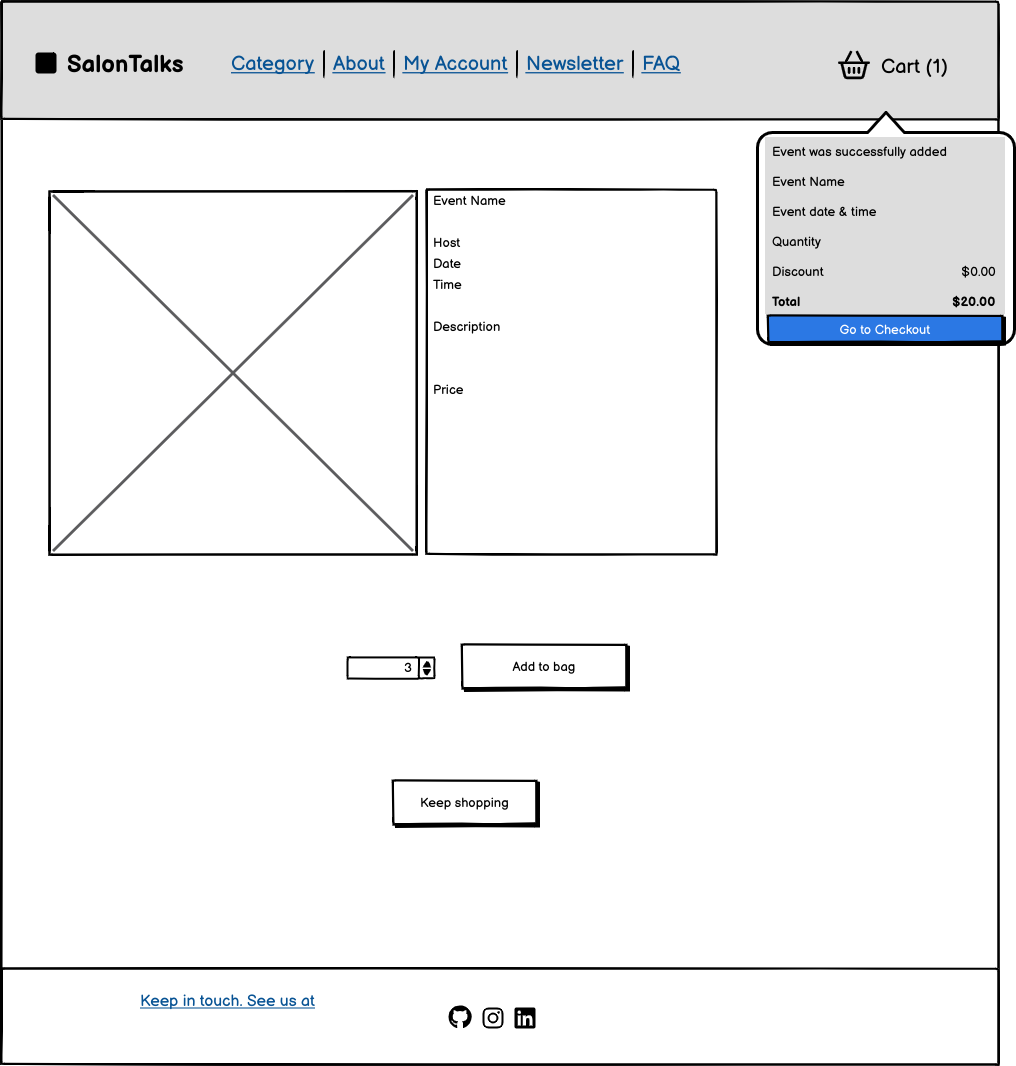 SalonTalks
Category | About | My Account | Newsletter | FAQ
Cart (1)
Event was successfully added
Event Name
Event date & time
Quantity
Discount $0.00
Total $20.00
Go to Checkout
Event Name
Host
Date
Time
Description
Price
3
Add to bag
Keep shopping
Keep in touch. See us at
in